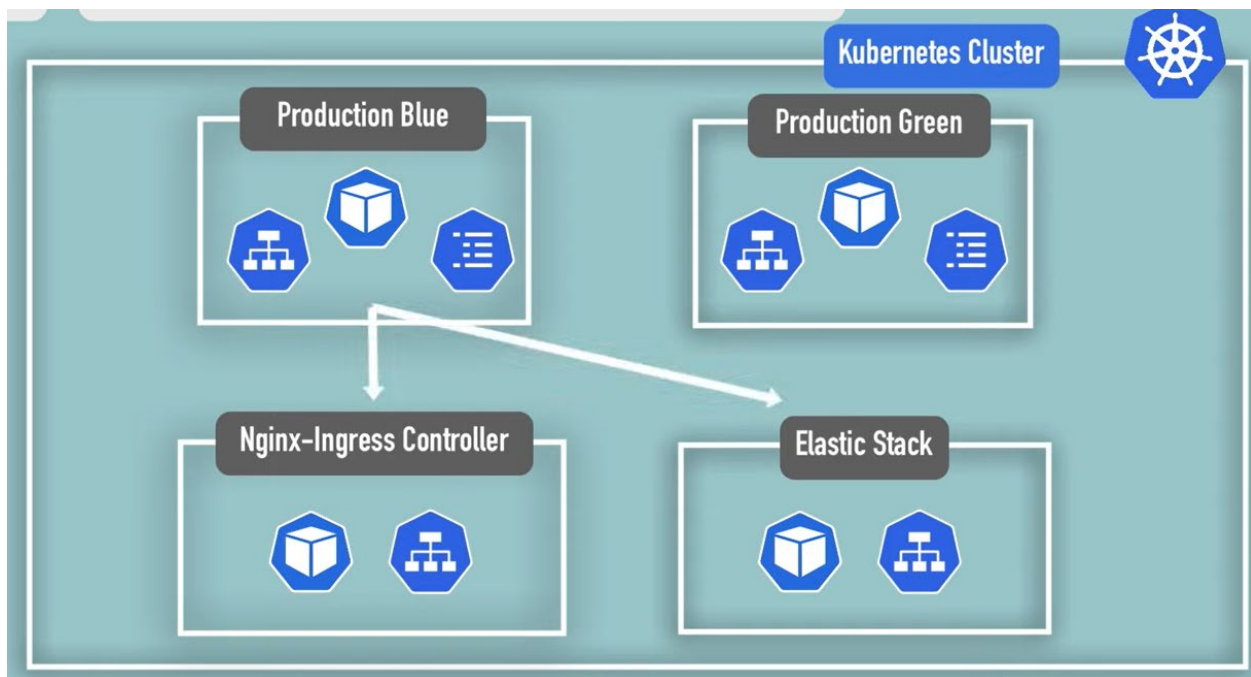 Kubernetes Cluster
Production Blue
Production Green
Nginx-Ingress Controller
Elastic Stack